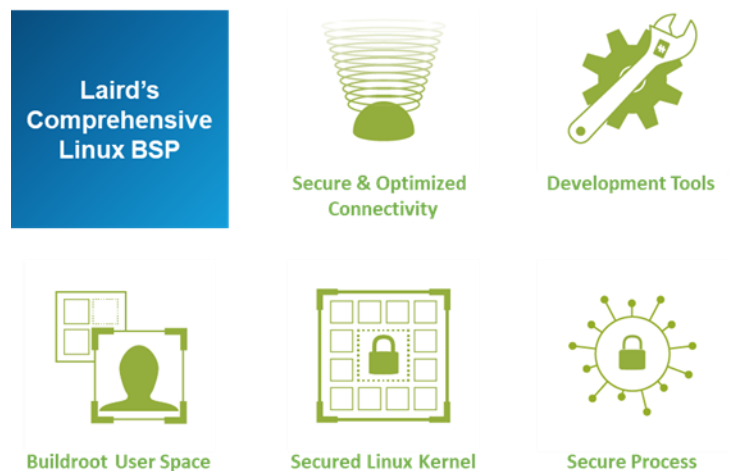 Laird's
Comprehensive
Linux BSP
Secure & Optimized
Connectivity
Development Tools
Buildroot User Space
Secured Linux Kernel
Secure Process